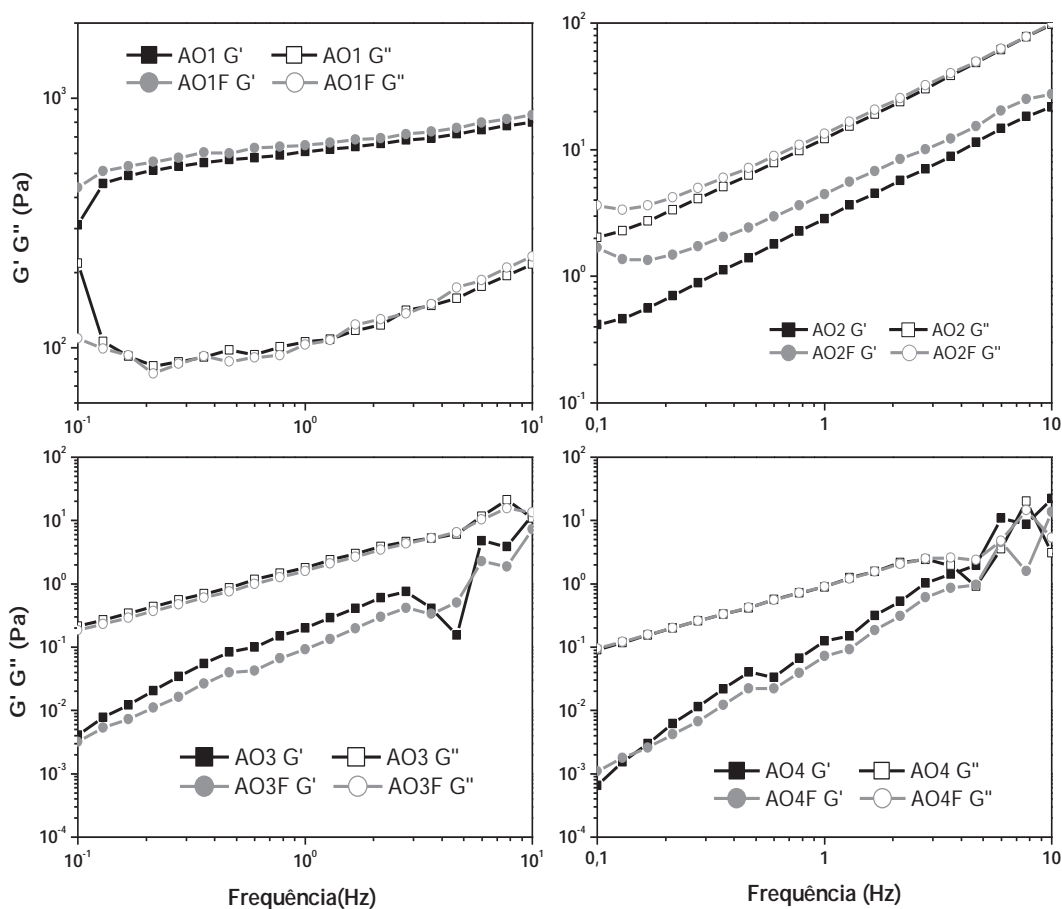 AO1 G' AO1 G"
AO1F G' AO1F G"
10³
10²
10⁻¹ 10⁰ 10¹
G' G" (Pa)
10²
10¹
10⁰
10⁻¹
0,1 1 10
AO2 G' AO2 G"
AO2F G' AO2F G"
10²
10¹
10⁰
10⁻¹
10⁻²
10⁻³
10⁻⁴
10⁻¹ 10⁰ 10¹
AO3 G' AO3 G"
AO3F G' AO3F G"
G' G" (Pa)
Frequência(Hz)
10²
10¹
10⁰
10⁻¹
10⁻²
10⁻³
10⁻⁴
0,1 1 10
AO4 G' AO4 G"
AO4F G' AO4F G"
Frequência (Hz)